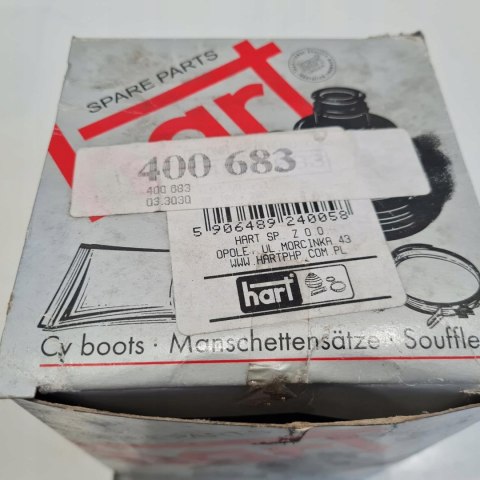 SPARE PARTS
hart
400 683
400 683
03.3030
5 906489 240058
HART SP. Z O O
OPOLE, UL MORCINKA 43
WWW.HARTPHP.COM.PL
hart
Cv boots · Manschettensätze · Souffle